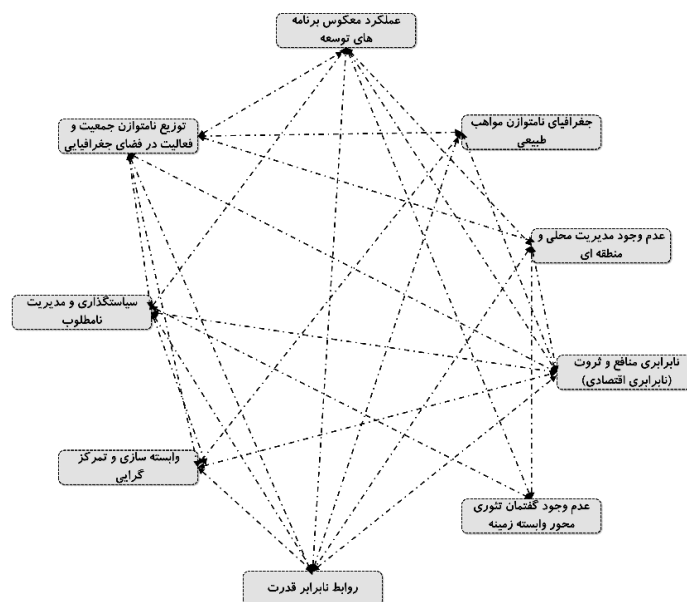 عملکرد معکوس برنامه
های توسعه
جغرافیای نامتوازن مواهب
طبیعی
توزیع نامتوازن جمعیت و
فعالیت در فضای جغرافیایی
عدم وجود مدیریت محلی و
منطقه ای
سیاستگذاری و مدیریت
نامطلوب
نابرابری منافع و ثروت
(نابرابری اقتصادی)
وابسته سازی و تمرکز
گرایی
عدم وجود گفتمان تئوری
محور وابسته زمینه
روابط نابرابر قدرت